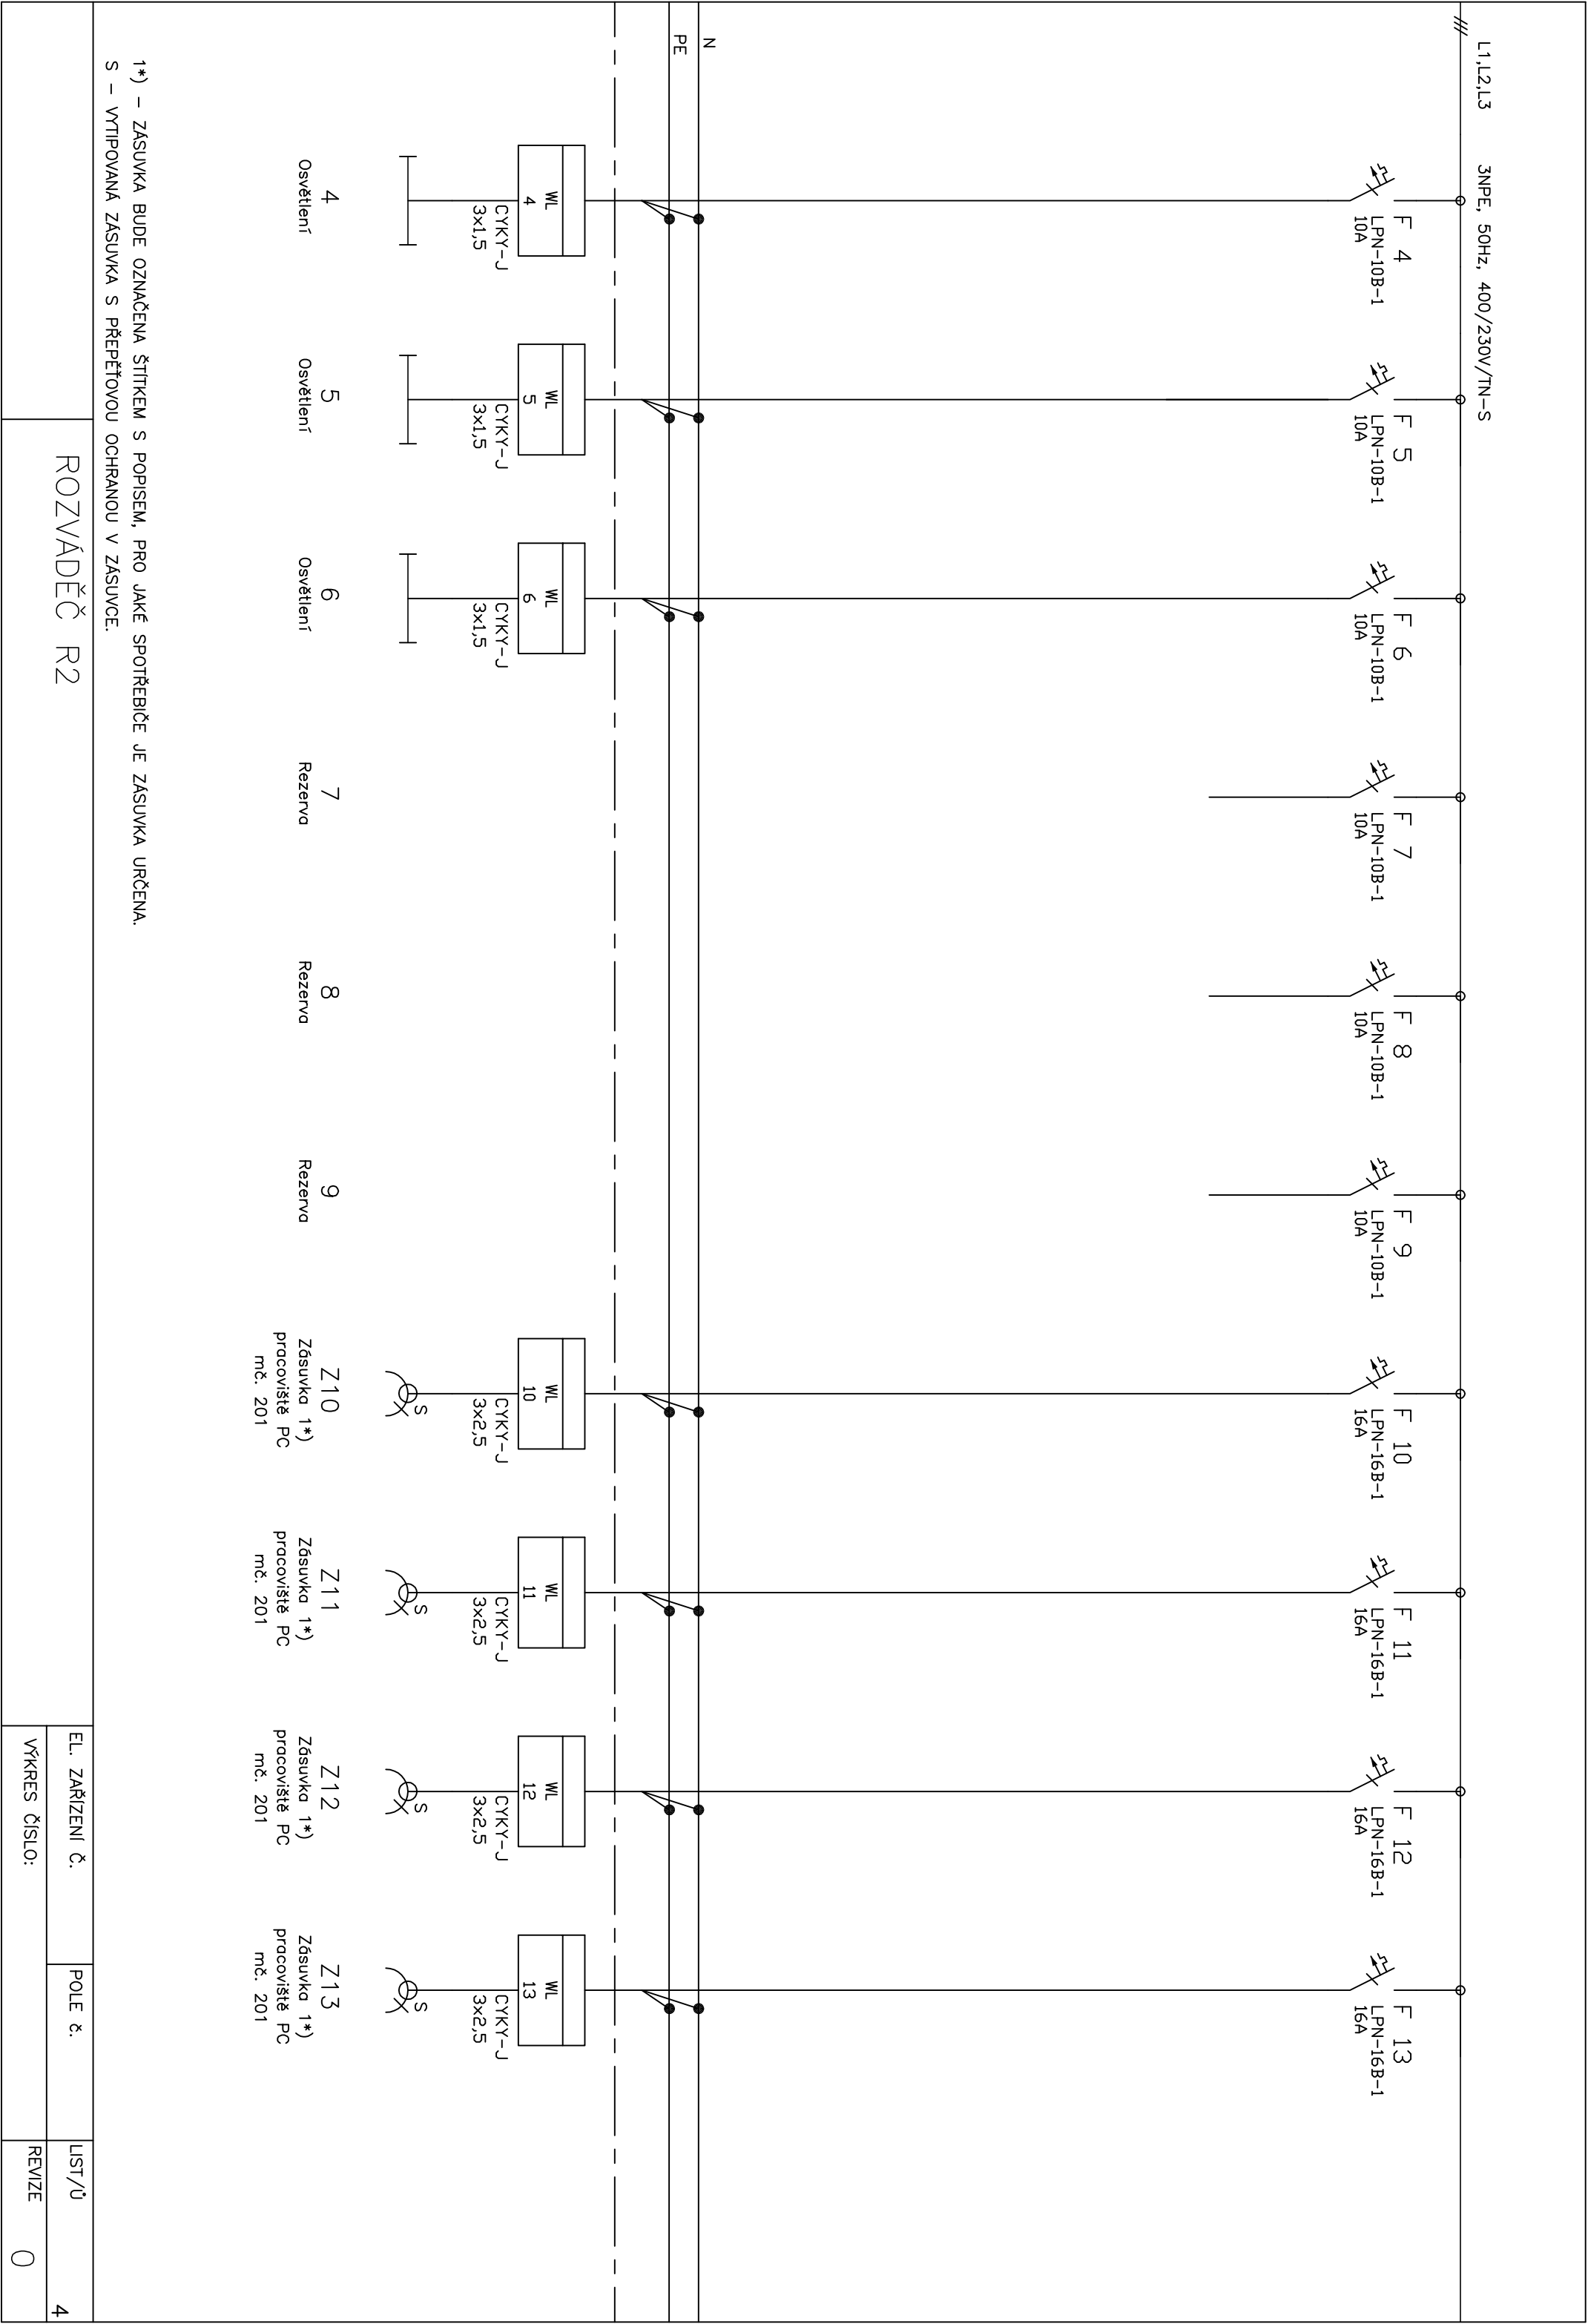 L1,L2,L3 3NPE, 50Hz, 400/230V/TN-S
F 4
LPN-10B-1
10A
F 5
LPN-10B-1
10A
F 6
LPN-10B-1
10A
F 7
LPN-10B-1
10A
F 8
LPN-10B-1
10A
F 9
LPN-10B-1
10A
F 10
LPN-16B-1
16A
F 11
LPN-16B-1
16A
F 12
LPN-16B-1
16A
F 13
LPN-16B-1
16A
N
PE
WL
4
CYKY-J
3x1,5
WL
5
CYKY-J
3x1,5
WL
6
CYKY-J
3x1,5
WL
10
CYKY-J
3x2,5
WL
11
CYKY-J
3x2,5
WL
12
CYKY-J
3x2,5
WL
13
CYKY-J
3x2,5
S
S
S
S
4
Osvětlení
5
Osvětlení
6
Osvětlení
7
Rezerva
8
Rezerva
9
Rezerva
Z10
Zásuvka 1*)
pracoviště PC
mč. 201
Z11
Zásuvka 1*)
pracoviště PC
mč. 201
Z12
Zásuvka 1*)
pracoviště PC
mč. 201
Z13
Zásuvka 1*)
pracoviště PC
mč. 201
1*) - ZÁSUVKA BUDE OZNAČENA ŠTÍTKEM S POPISEM, PRO JAKÉ SPOTŘEBIČE JE ZÁSUVKA URČENA.
S - VYTIPOVANÁ ZÁSUVKA S PŘEPĚŤOVOU OCHRANOU V ZÁSUVCE.
ROZVÁDĚČ R2
EL. ZAŘÍZENÍ Č.
POLE č.
LIST/Ů
4
VÝKRES ČÍSLO:
REVIZE
0